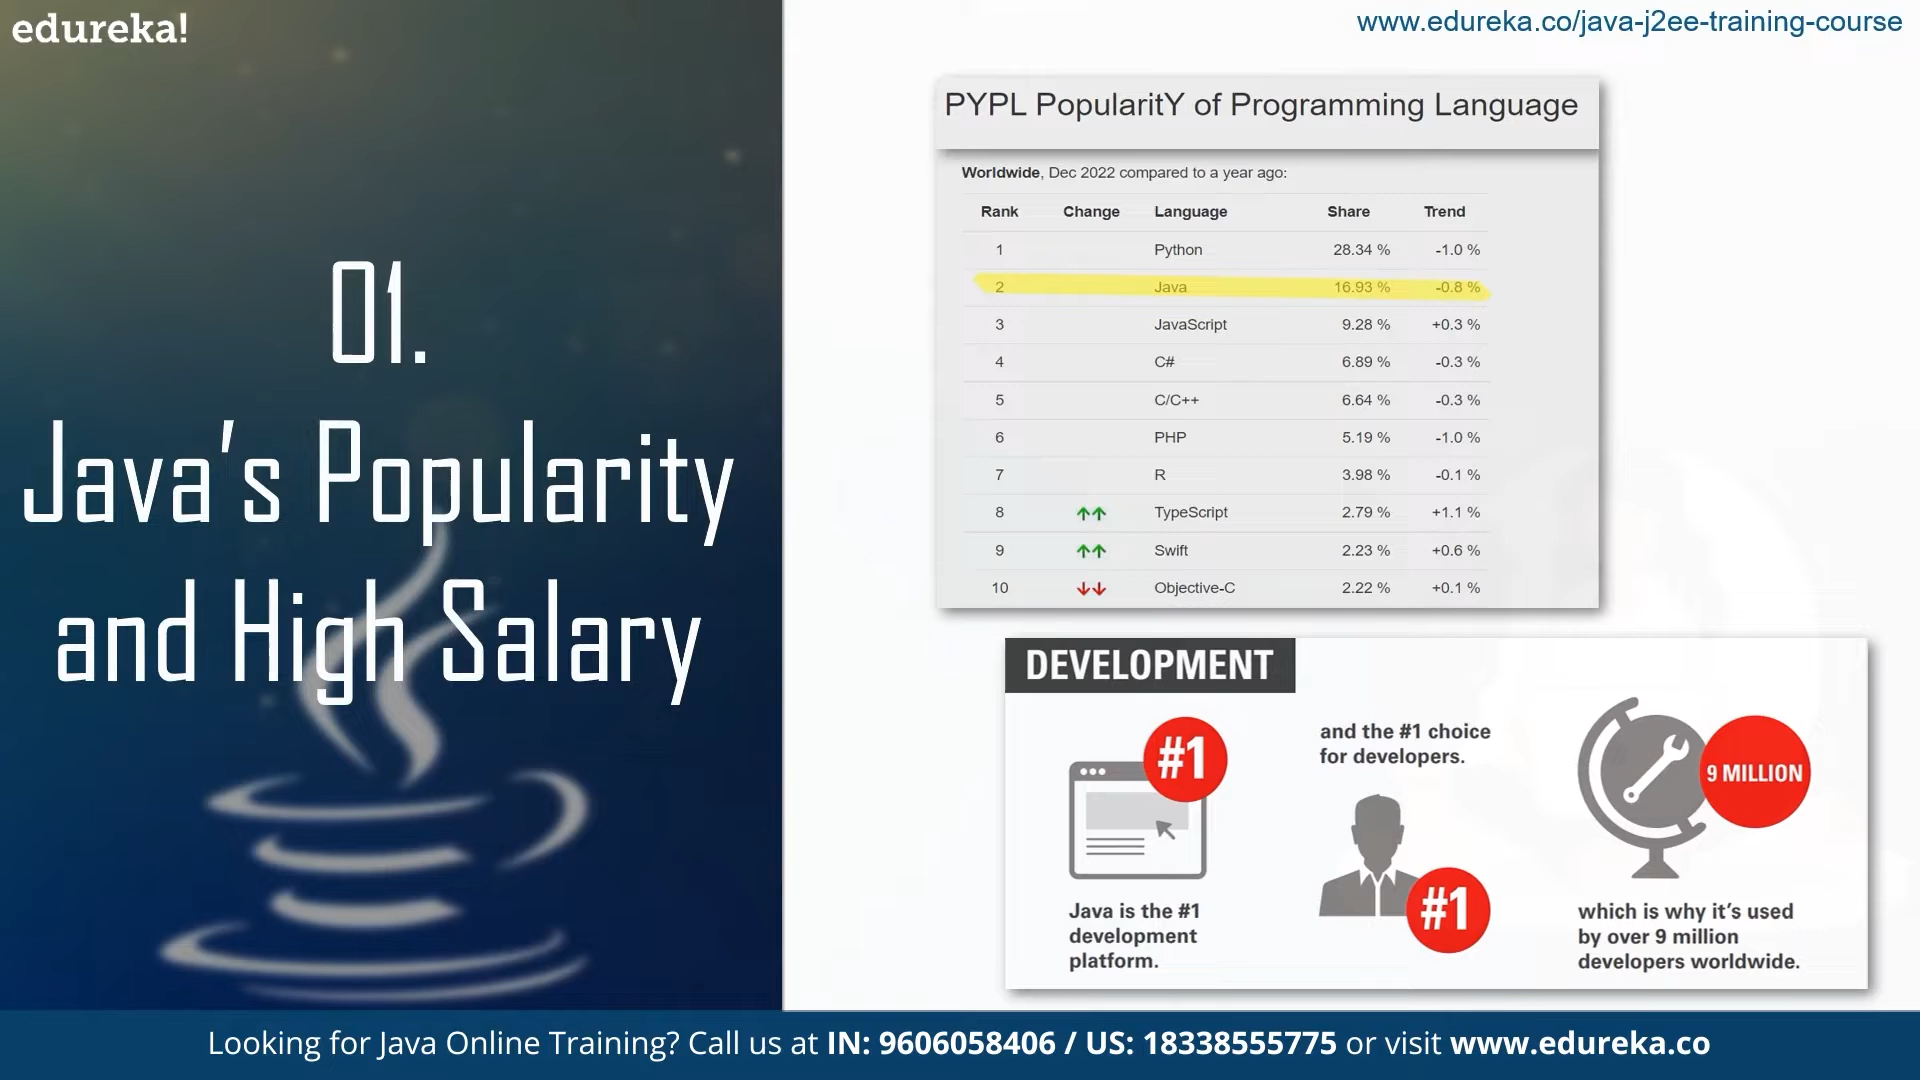 edureka!
www.edureka.co/java-j2ee-training-course
01.
Java's Popularity
and High Salary
PYPL PopularitY of Programming Language
Worldwide, Dec 2022 compared to a year ago:
Rank Change Language Share Trend
1 Python 28.34 % -1.0 %
2 Java 16.93 % -0.8 %
3 JavaScript 9.28 % +0.3 %
4 C# 6.89 % -0.3 %
5 C/C++ 6.64 % -0.3 %
6 PHP 5.19 % -1.0 %
7 R 3.98 % -0.1 %
8 ↑↑ TypeScript 2.79 % +1.1 %
9 ↑↑ Swift 2.23 % +0.6 %
10 ↓↓ Objective-C 2.22 % +0.1 %
DEVELOPMENT
#1
Java is the #1
development
platform.
and the #1 choice
for developers.
#1
9 MILLION
which is why it's used
by over 9 million
developers worldwide.
Looking for Java Online Training? Call us at IN: 9606058406 / US: 18338555775 or visit www.edureka.co